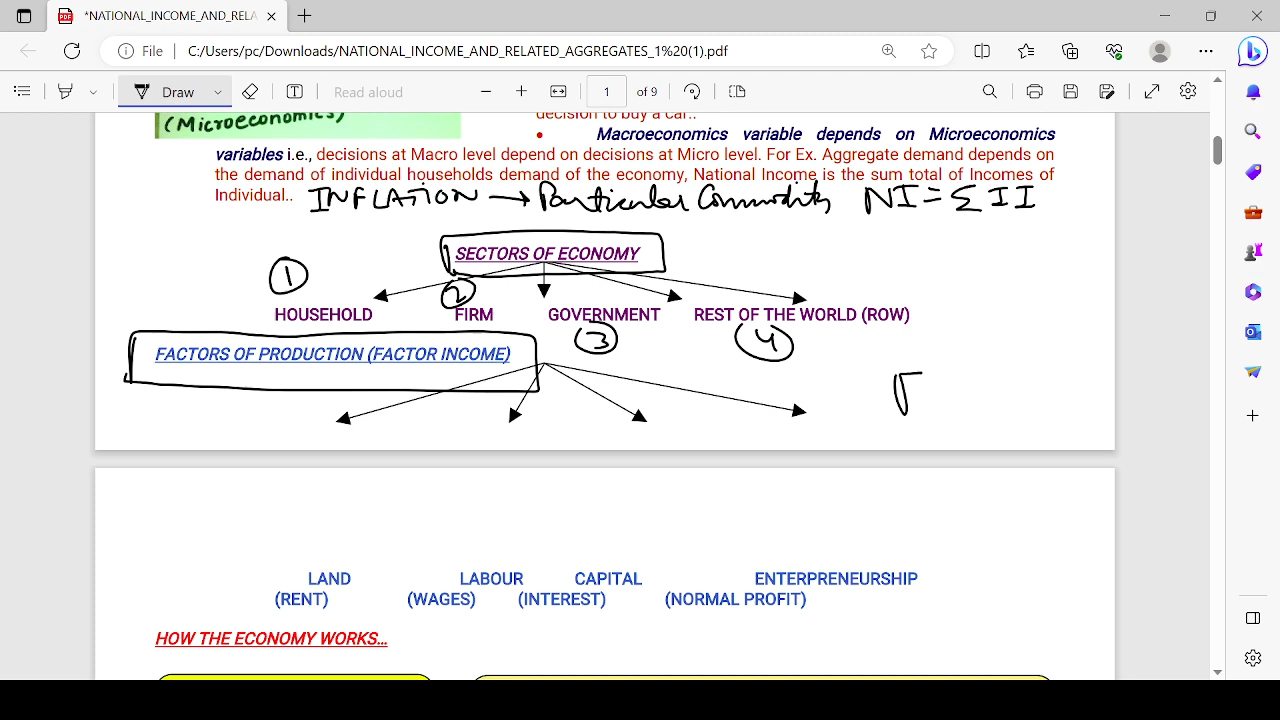 *NATIONAL_INCOME_AND_RELA
File C:/Users/pc/Downloads/NATIONAL_INCOME_AND_RELATED_AGGREGATES_1%20(1).pdf
Draw Read aloud 1 of 9
(Microeconomics)
decision to buy a car..
• Macroeconomics variable depends on Microeconomics
variables i.e., decisions at Macro level depend on decisions at Micro level. For Ex. Aggregate demand depends on
the demand of individual households demand of the economy, National Income is the sum total of Incomes of
Individual.. INFLATION → Particular Commodity NI = Σ II
SECTORS OF ECONOMY
1
2
HOUSEHOLD FIRM GOVERNMENT REST OF THE WORLD (ROW)
3 4
FACTORS OF PRODUCTION (FACTOR INCOME)
LAND LABOUR CAPITAL ENTERPRENEURSHIP
(RENT) (WAGES) (INTEREST) (NORMAL PROFIT)
HOW THE ECONOMY WORKS…